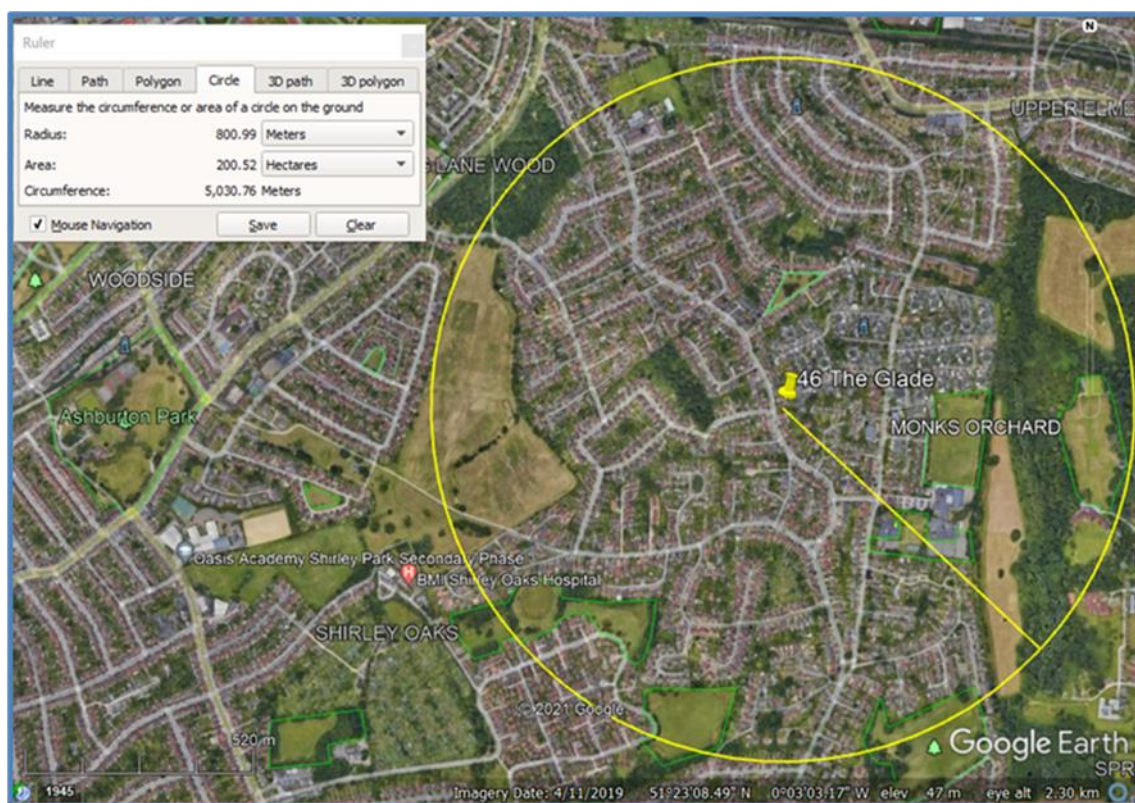 Ruler
Line Path Polygon Circle 3D path 3D polygon
Measure the circumference or area of a circle on the ground
Radius: 800.99 Meters
Area: 200.52 Hectares
Circumference: 5,030.76 Meters
Mouse Navigation Save Clear
N
UPPER ELME
LANE WOOD
WOODSIDE
46 The Glade
Ashburton Park
MONKS ORCHARD
Oasis Academy Shirley Park Secondary Phase
H
BMI Shirley Oaks Hospital
SHIRLEY OAKS
© 2021 Google
520 m
Google Earth
SPR
1945
Imagery Date: 4/11/2019 51°23'08.49" N 0°03'03.17" W elev 47 m eye alt 2.30 km